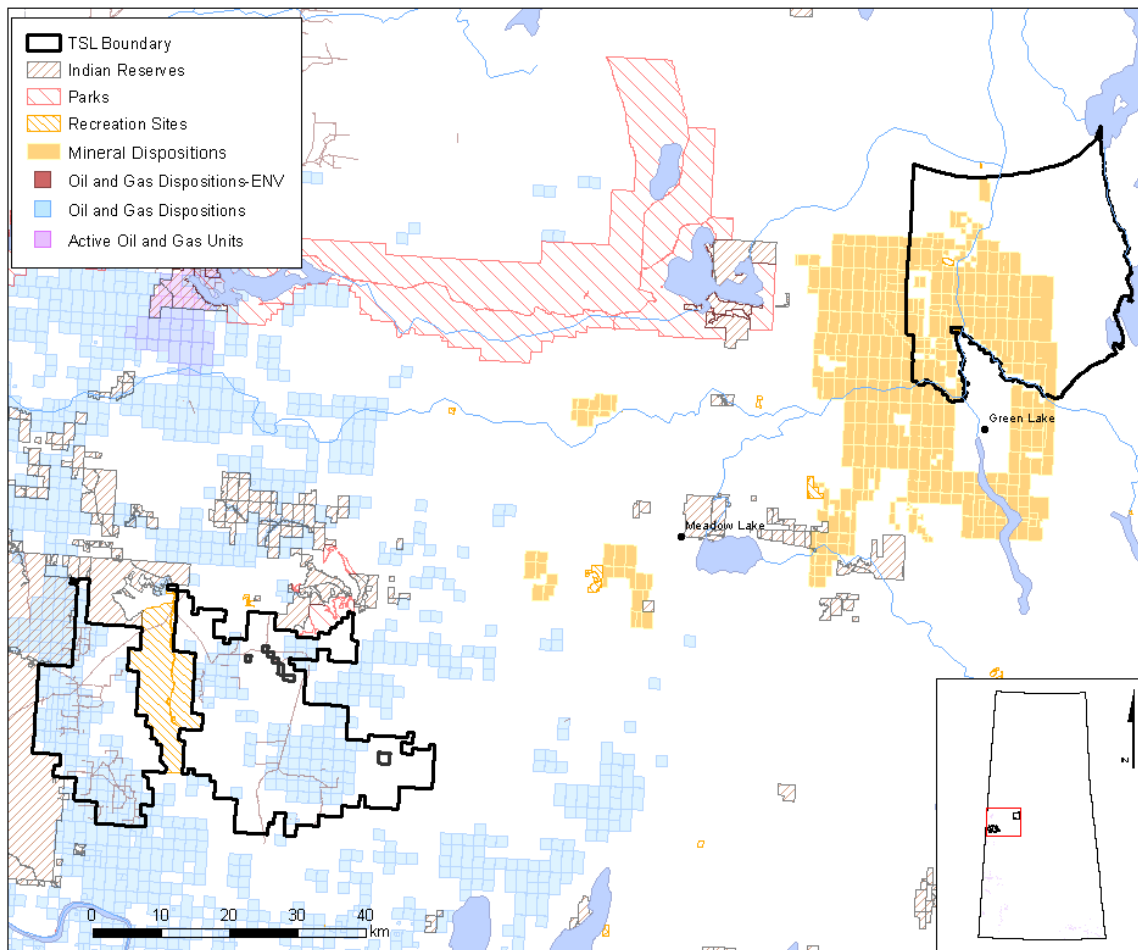 TSL Boundary
Indian Reserves
Parks
Recreation Sites
Mineral Dispositions
Oil and Gas Dispositions-ENV
Oil and Gas Dispositions
Active Oil and Gas Units
Green Lake
Meadow Lake
N
0 10 20 30 40
km